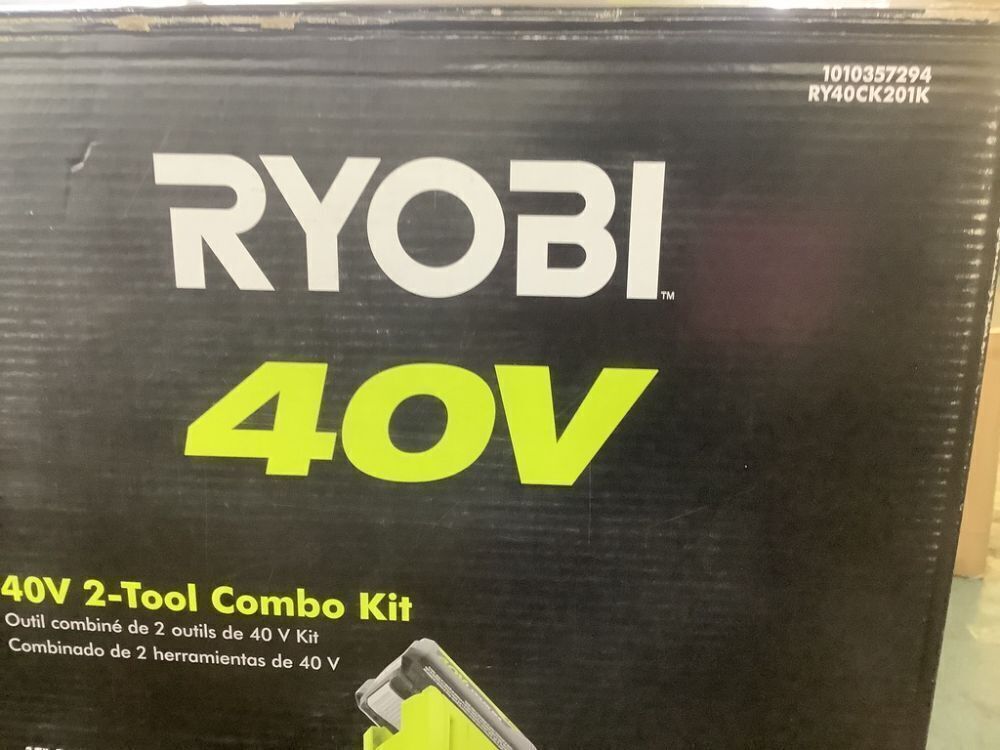 1010357294
RY40CK201K
RYOBI™
40V
40V 2-Tool Combo Kit
Outil combiné de 2 outils de 40 V Kit
Combinado de 2 herramientas de 40 V